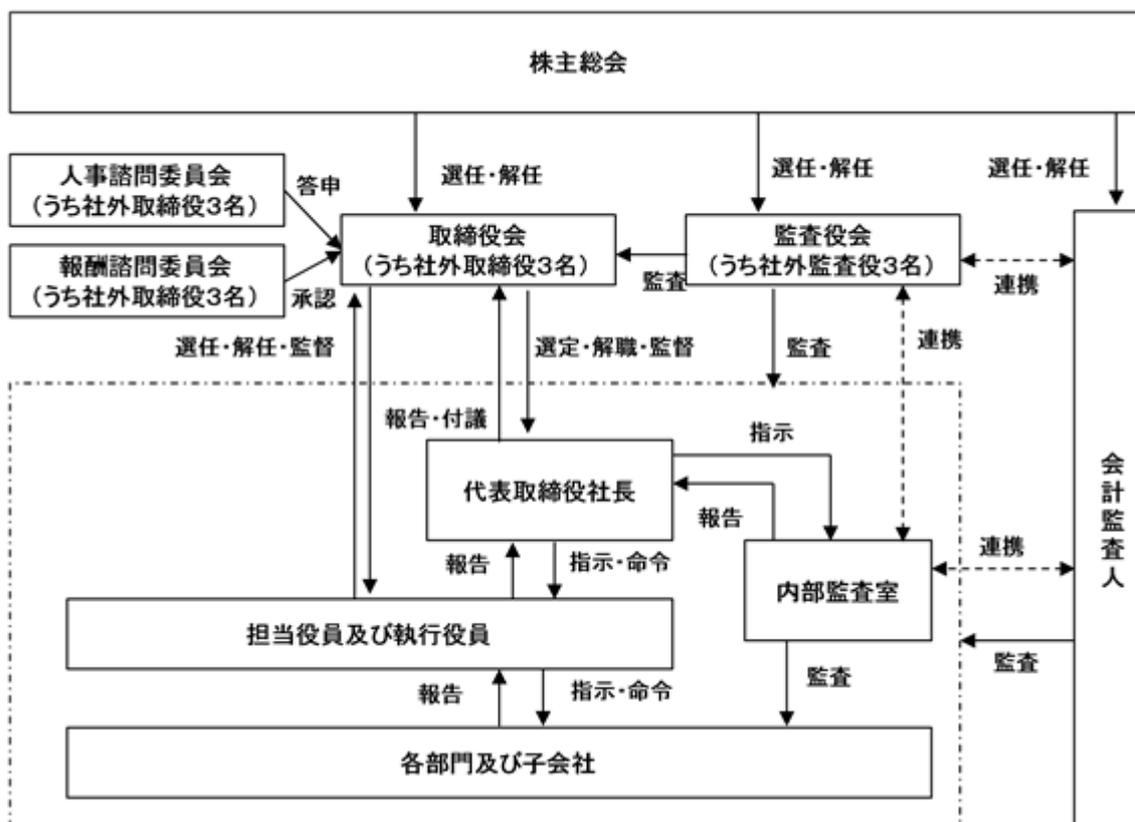 株主総会
選任・解任
選任・解任
選任・解任
人事諮問委員会
(うち社外取締役3名)
答申
報酬諮問委員会
(うち社外取締役3名)
承認
取締役会
(うち社外取締役3名)
監査
監査役会
(うち社外監査役3名)
連携
選任・解任・監督
選定・解職・監督
監査
連携
報告・付議
指示
代表取締役社長
報告
報告
指示・命令
内部監査室
連携
会計監査人
担当役員及び執行役員
監査
監査
報告
指示・命令
各部門及び子会社